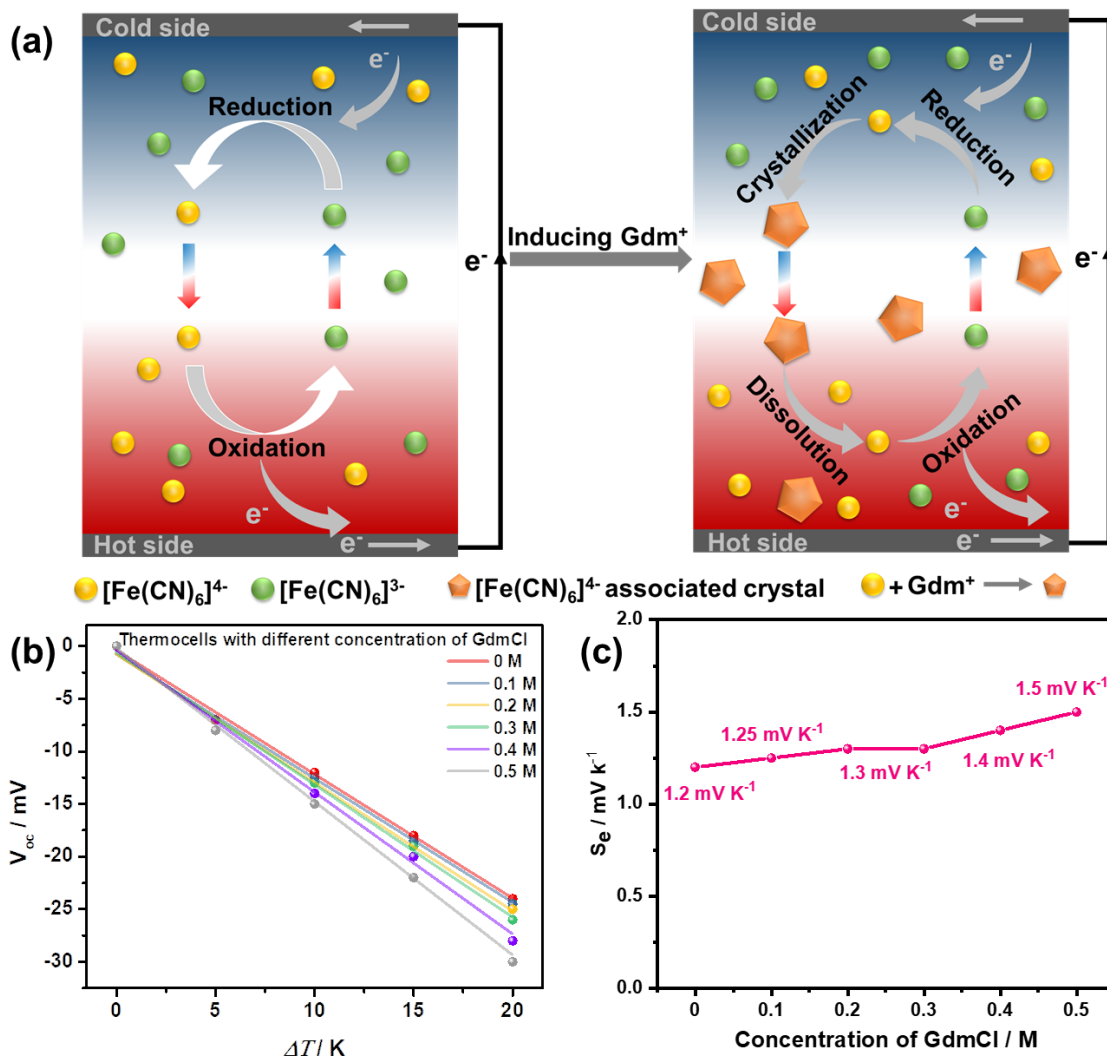 (a)
Cold side
e-
Reduction
Oxidation
e-
e-
Hot side
e-
Inducing Gdm+
Cold side
e-
Crystallization
Reduction
Dissolution
Oxidation
e-
e-
Hot side
e-
[Fe(CN)6]4-
[Fe(CN)6]3-
[Fe(CN)6]4- associated crystal
+ Gdm+
(b)
Thermocells with different concentration of GdmCl
0 M
0.1 M
0.2 M
0.3 M
0.4 M
0.5 M
0
-5
-10
-15
-20
-25
-30
Voc / mV
0 5 10 15 20
ΔT/ K
(c)
2.0
1.5
1.0
0.5
0.0
Se / mV k-1
1.2 mV K-1
1.25 mV K-1
1.3 mV K-1
1.4 mV K-1
1.5 mV K-1
0 0.1 0.2 0.3 0.4 0.5
Concentration of GdmCl / M